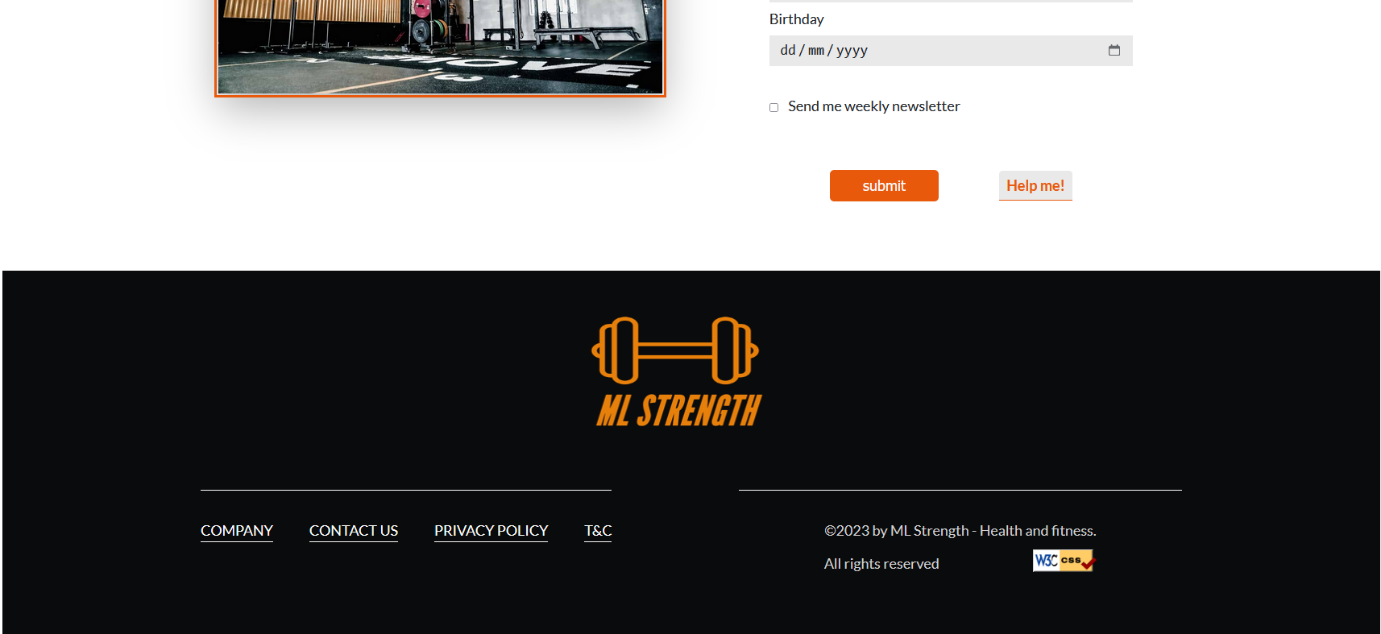 MOVE
Birthday
dd / mm / yyyy
Send me weekly newsletter
submit
Help me!
ML STRENGTH
COMPANY
CONTACT US
PRIVACY POLICY
T&C
©2023 by ML Strength - Health and fitness.
All rights reserved
W3C css